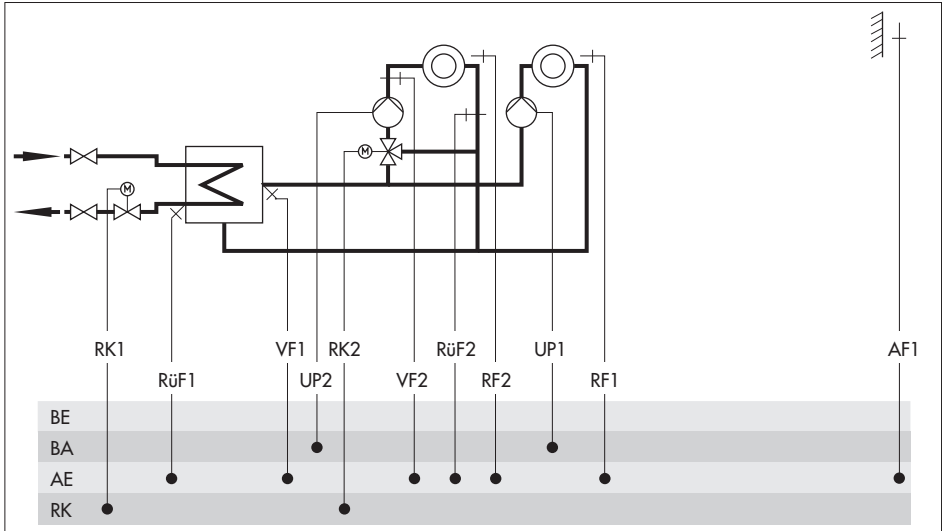 M
M
RK1 VF1 RK2 RüF2 UP1 AF1
RüF1 UP2 VF2 RF2 RF1
BE
BA
AE
RK